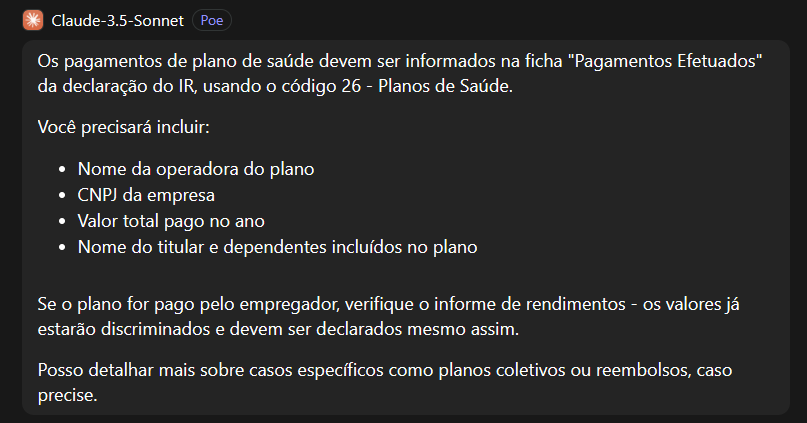 Claude-3.5-Sonnet Poe
Os pagamentos de plano de saúde devem ser informados na ficha "Pagamentos Efetuados"
da declaração do IR, usando o código 26 - Planos de Saúde.
Você precisará incluir:
• Nome da operadora do plano
• CNPJ da empresa
• Valor total pago no ano
• Nome do titular e dependentes incluídos no plano
Se o plano for pago pelo empregador, verifique o informe de rendimentos - os valores já
estarão discriminados e devem ser declarados mesmo assim.
Posso detalhar mais sobre casos específicos como planos coletivos ou reembolsos, caso
precise.